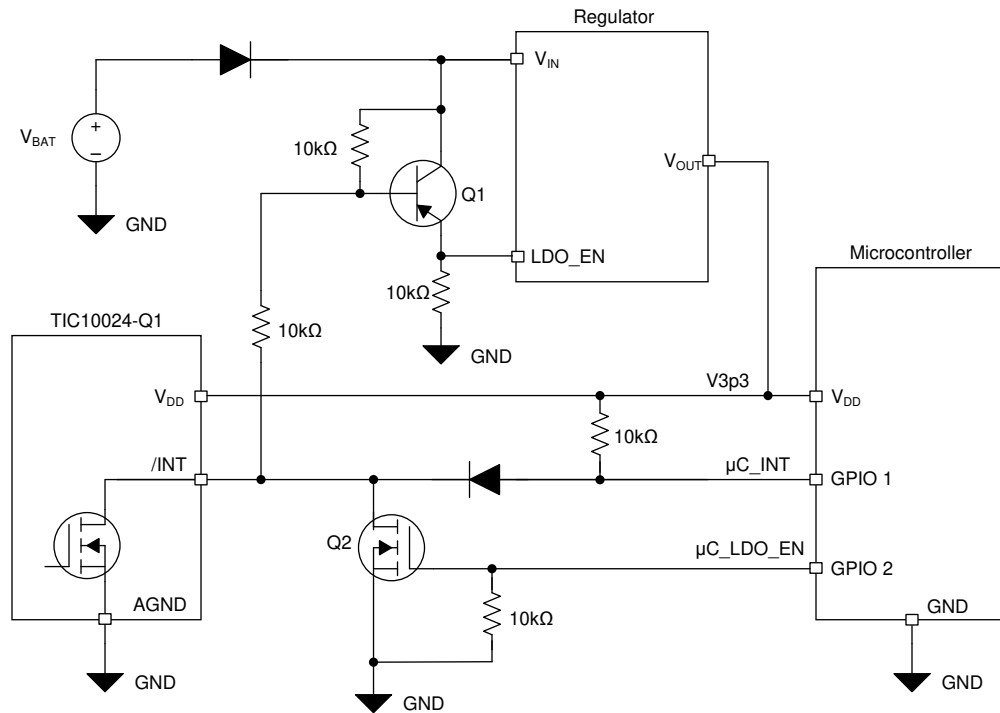 Regulator
V_IN
+
V_BAT
−
10kΩ
V_OUT
Q1
GND
LDO_EN
Microcontroller
10kΩ
TIC10024-Q1
10kΩ
GND
V3p3
V_DD
V_DD
10kΩ
/INT
µC_INT
GPIO 1
Q2
µC_LDO_EN
GPIO 2
AGND
10kΩ
GND
GND
GND
GND